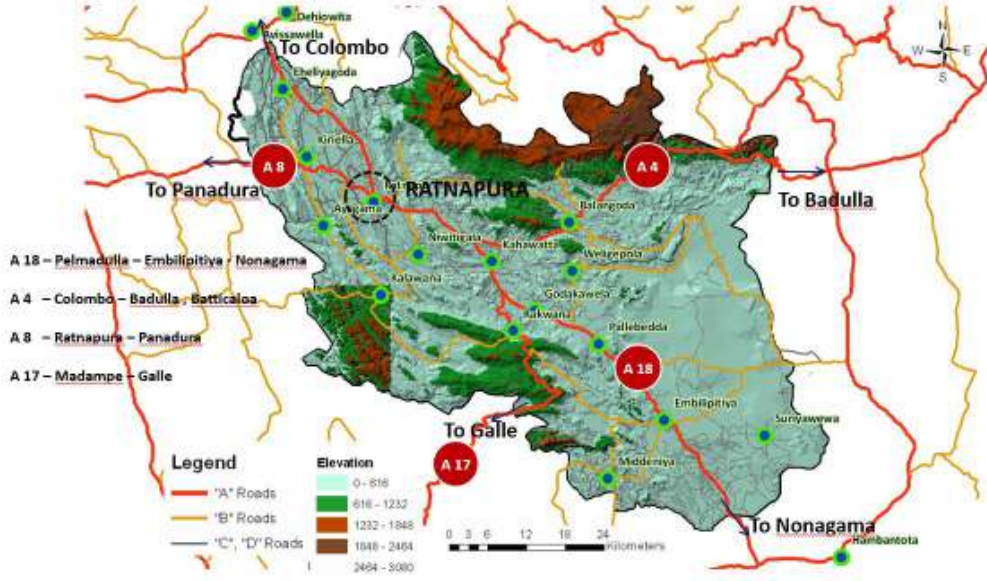 Dehiowita
Avissawella
To Colombo
N
W E
S
Eheliyagoda
Kiriella
A 8
A 4
To Panadura
RATNAPURA
To Badulla
Ayagama
Balangoda
Niwitigala
Kahawatta
Weligepola
A 18 – Pelmadulla – Embilipitiya - Nonagama
Kalawana
Godakawela
A 4 – Colombo – Badulla , Batticaloa
Rakwana
Pallebedda
A 8 – Ratnapura – Panadura
A 18
A 17 – Madampe – Galle
Embilipitiya
Suriyawewa
To Galle
A 17
Middeniya
Legend
"A" Roads
"B" Roads
"C", "D" Roads
Elevation
0 - 616
616 - 1232
1232 - 1848
1848 - 2464
2464 - 3080
0 3 6 12 18 24
Kilometers
To Nonagama
Hambantota